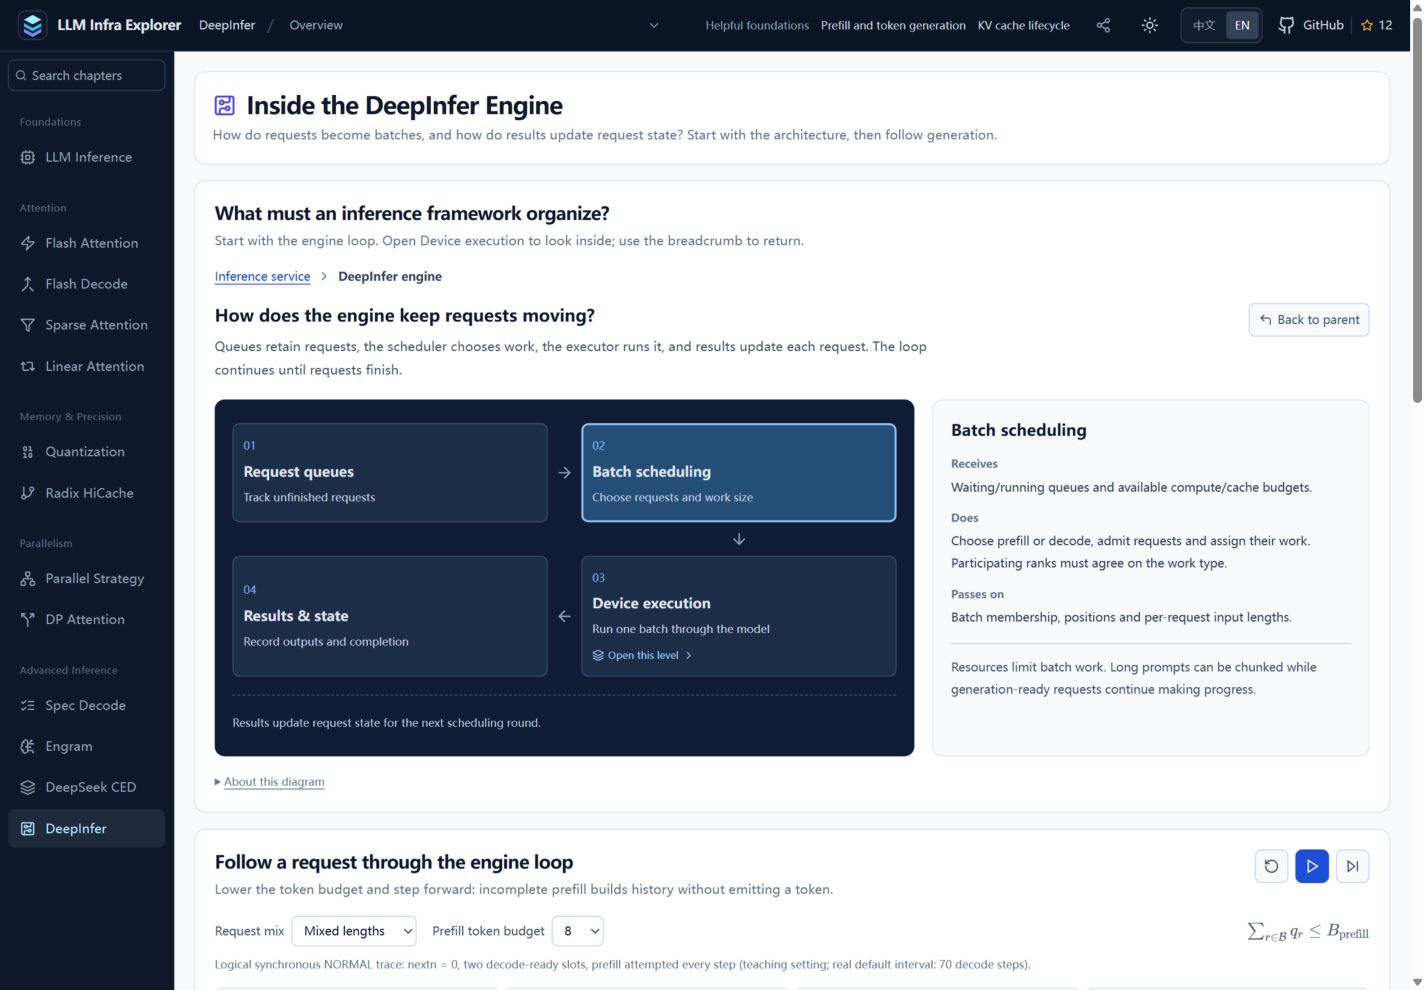 LLM Infra Explorer
DeepInfer / Overview
Helpful foundations Prefill and token generation KV cache lifecycle
中文 EN
GitHub
12
Search chapters
Foundations
LLM Inference
Attention
Flash Attention
Flash Decode
Sparse Attention
Linear Attention
Memory & Precision
Quantization
Radix HiCache
Parallelism
Parallel Strategy
DP Attention
Advanced Inference
Spec Decode
Engram
DeepSeek CED
DeepInfer
Inside the DeepInfer Engine
How do requests become batches, and how do results update request state? Start with the architecture, then follow generation.
What must an inference framework organize?
Start with the engine loop. Open Device execution to look inside; use the breadcrumb to return.
Inference service > DeepInfer engine
How does the engine keep requests moving?
Back to parent
Queues retain requests, the scheduler chooses work, the executor runs it, and results update each request. The loop
continues until requests finish.
01
Request queues
Track unfinished requests
02
Batch scheduling
Choose requests and work size
03
Device execution
Run one batch through the model
Open this level >
04
Results & state
Record outputs and completion
Results update request state for the next scheduling round.
Batch scheduling
Receives
Waiting/running queues and available compute/cache budgets.
Does
Choose prefill or decode, admit requests and assign their work.
Participating ranks must agree on the work type.
Passes on
Batch membership, positions and per-request input lengths.
Resources limit batch work. Long prompts can be chunked while
generation-ready requests continue making progress.
About this diagram
Follow a request through the engine loop
Lower the token budget and step forward: incomplete prefill builds history without emitting a token.
Request mix Mixed lengths Prefill token budget 8
∑r∈B qr ≤ Bprefill
Logical synchronous NORMAL trace: nextn = 0, two decode-ready slots, prefill attempted every step (teaching setting; real default interval: 70 decode steps).